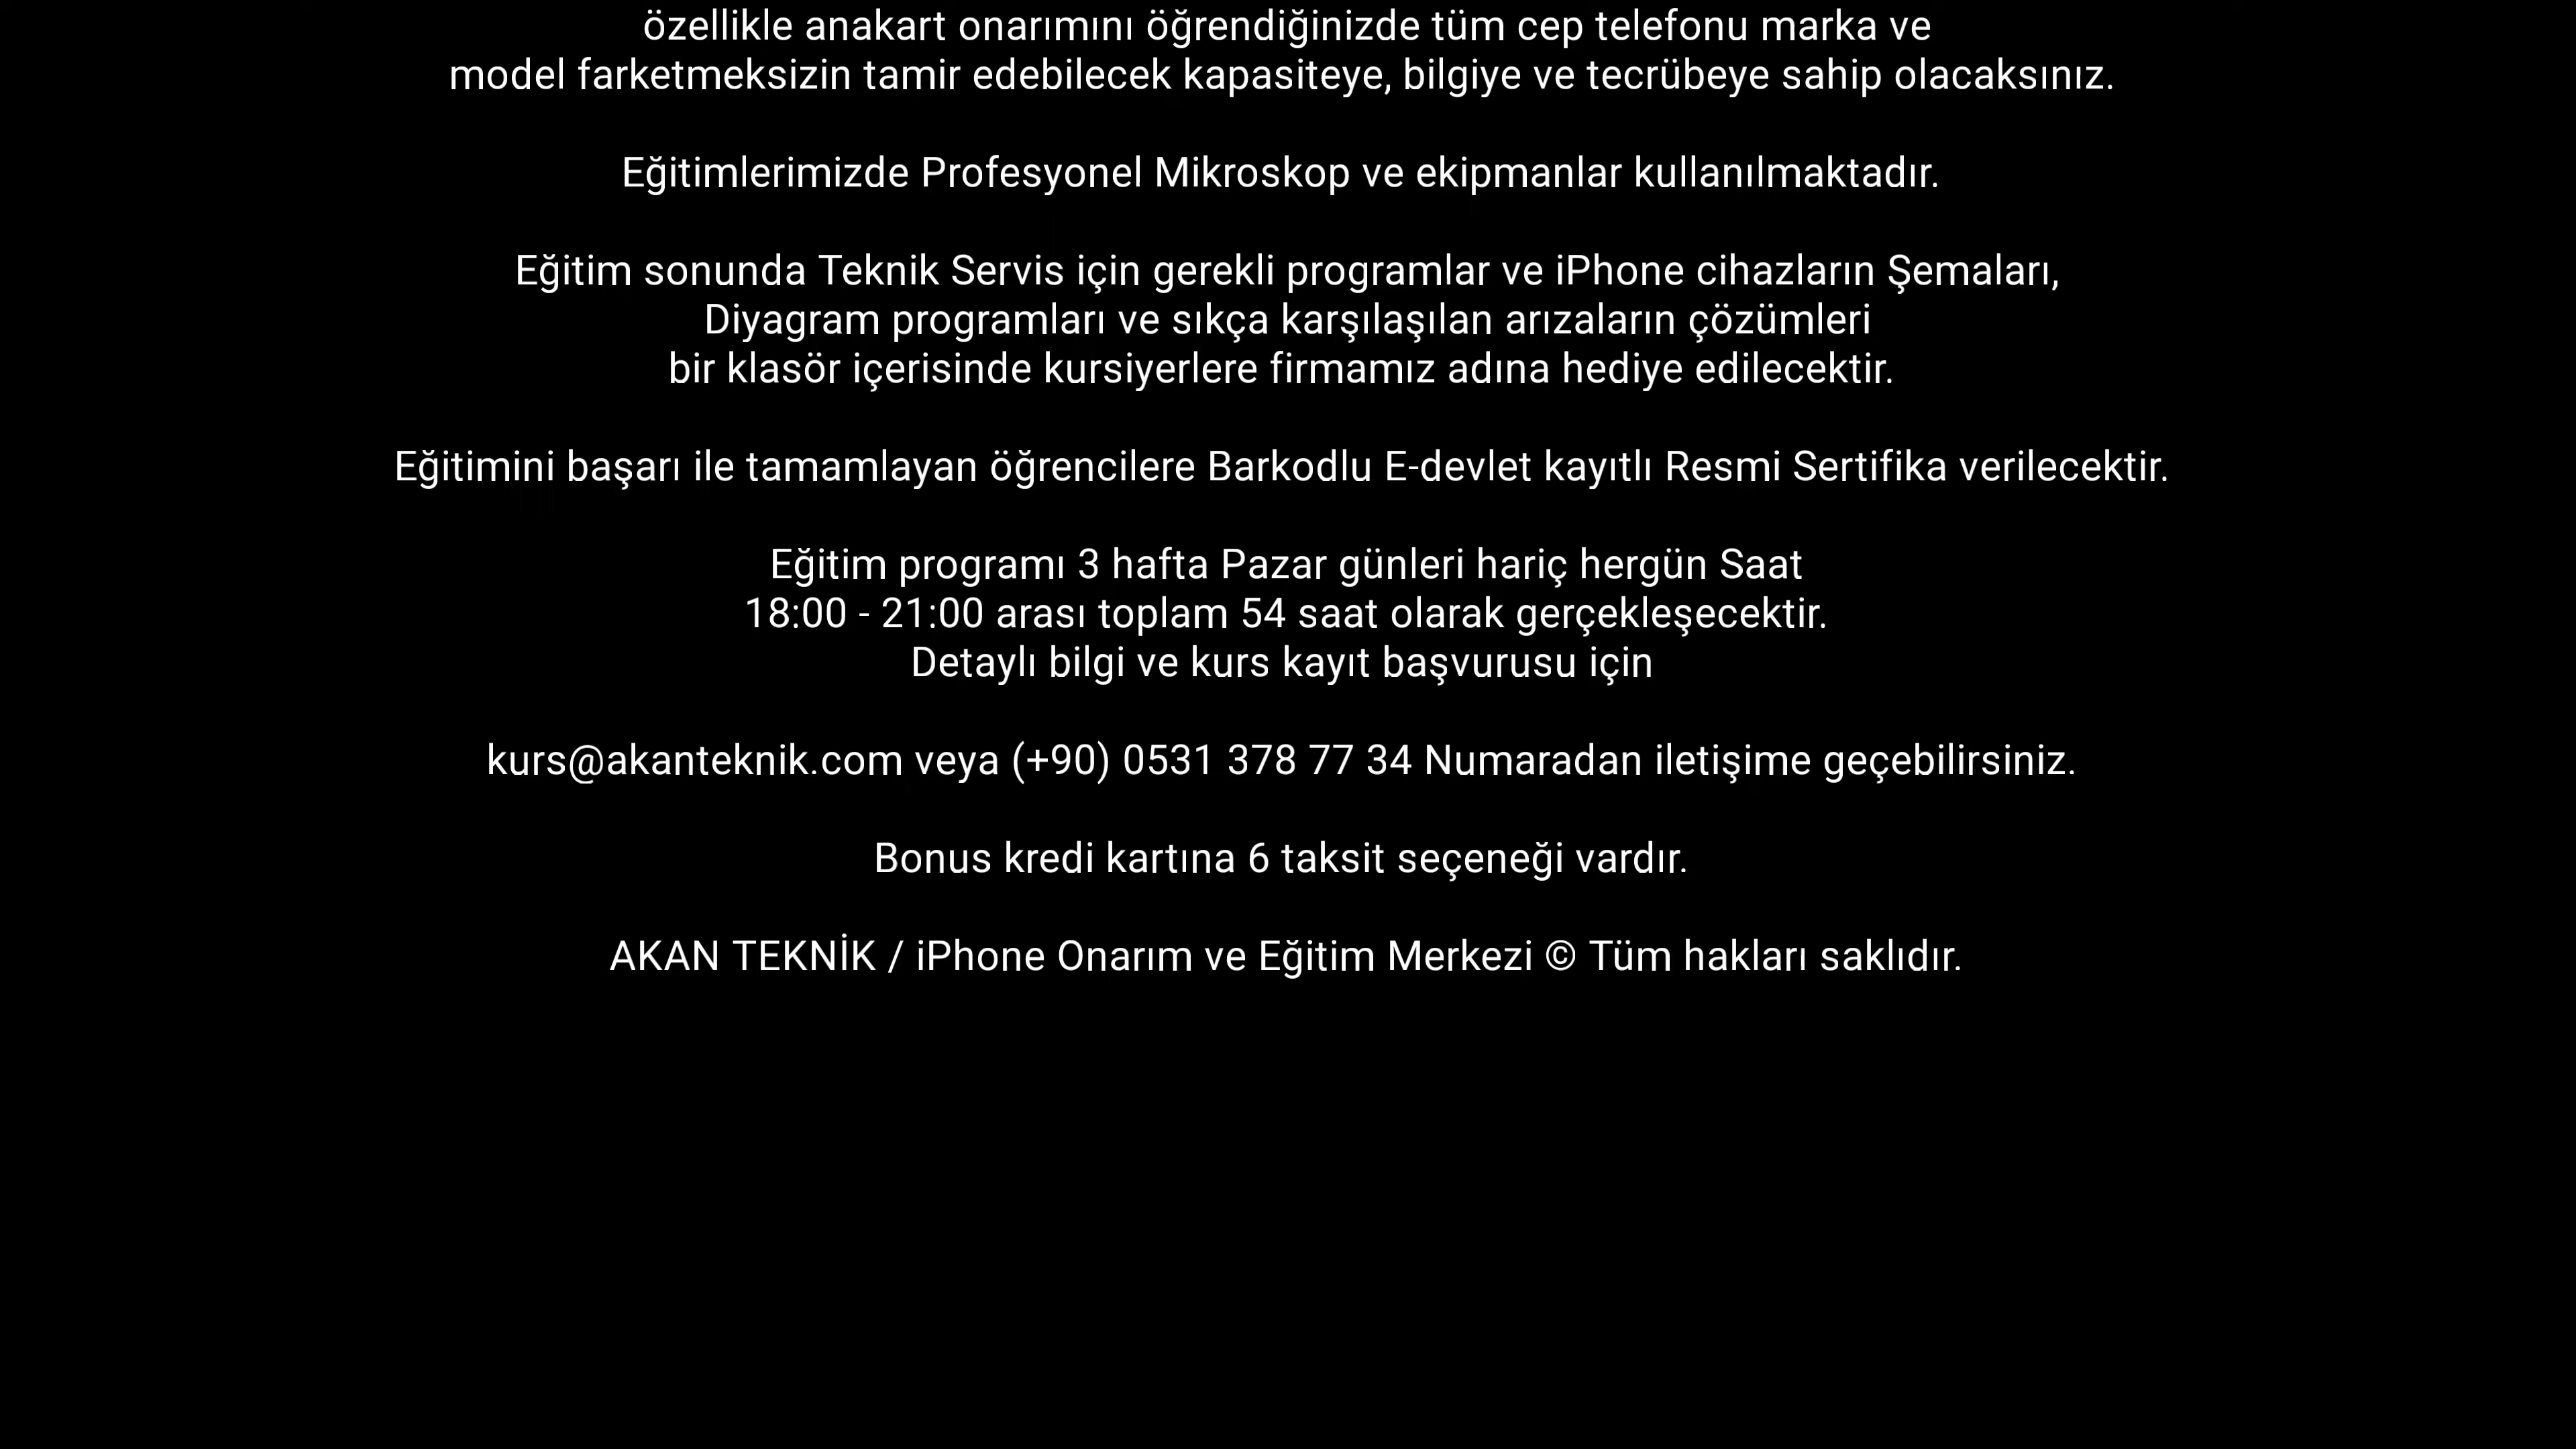 özellikle anakart onarımını öğrendiğinizde tüm cep telefonu marka ve
model farketmeksizin tamir edebilecek kapasiteye, bilgiye ve tecrübeye sahip olacaksınız.
Eğitimlerimizde Profesyonel Mikroskop ve ekipmanlar kullanılmaktadır.
Eğitim sonunda Teknik Servis için gerekli programlar ve iPhone cihazların Şemaları,
Diyagram programları ve sıkça karşılaşılan arızaların çözümleri
bir klasör içerisinde kursiyerlere firmamız adına hediye edilecektir.
Eğitimini başarı ile tamamlayan öğrencilere Barkodlu E-devlet kayıtlı Resmi Sertifika verilecektir.
Eğitim programı 3 hafta Pazar günleri hariç hergün Saat
18:00 - 21:00 arası toplam 54 saat olarak gerçekleşecektir.
Detaylı bilgi ve kurs kayıt başvurusu için
kurs@akanteknik.com veya (+90) 0531 378 77 34 Numaradan iletişime geçebilirsiniz.
Bonus kredi kartına 6 taksit seçeneği vardır.
AKAN TEKNİK / iPhone Onarım ve Eğitim Merkezi © Tüm hakları saklıdır.